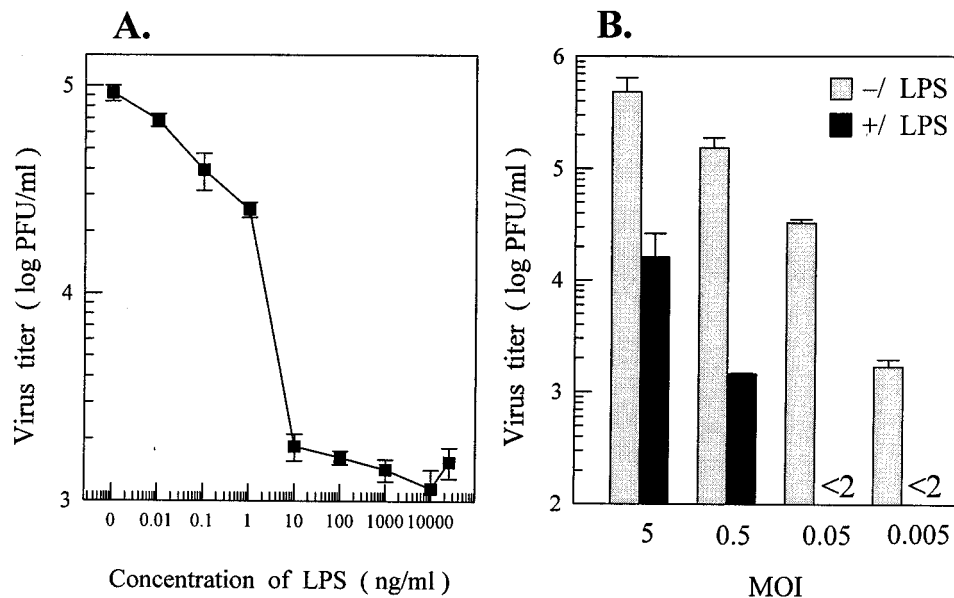 A.
Virus titer ( log PFU/ml )
5
4
3
0 0.01 0.1 1 10 100 1000 10000
Concentration of LPS ( ng/ml )
B.
Virus titer ( log PFU/ml )
6
5
4
3
2
–/ LPS
+/ LPS
<2 <2
5 0.5 0.05 0.005
MOI